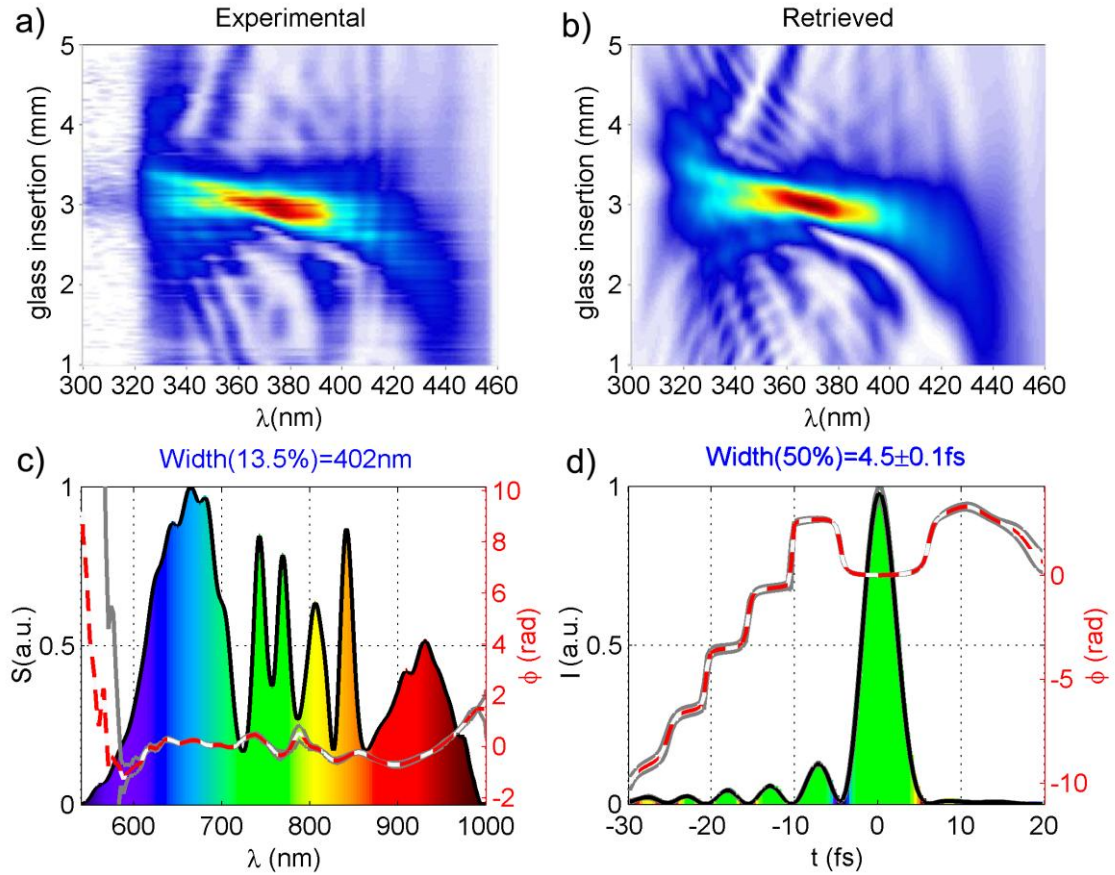 a) Experimental
5
4
3
2
1
glass insertion (mm)
300 320 340 360 380 400 420 440 460
λ(nm)
b) Retrieved
5
4
3
2
1
glass insertion (mm)
300 320 340 360 380 400 420 440 460
λ(nm)
c) Width(13.5%)=402nm
1
0.5
0
S(a.u.)
10
8
6
4
2
0
-2
ϕ (rad)
600 700 800 900 1000
λ (nm)
d) Width(50%)=4.5±0.1fs
1
0.5
0
I (a.u.)
0
-5
-10
ϕ (rad)
-30 -20 -10 0 10 20
t (fs)